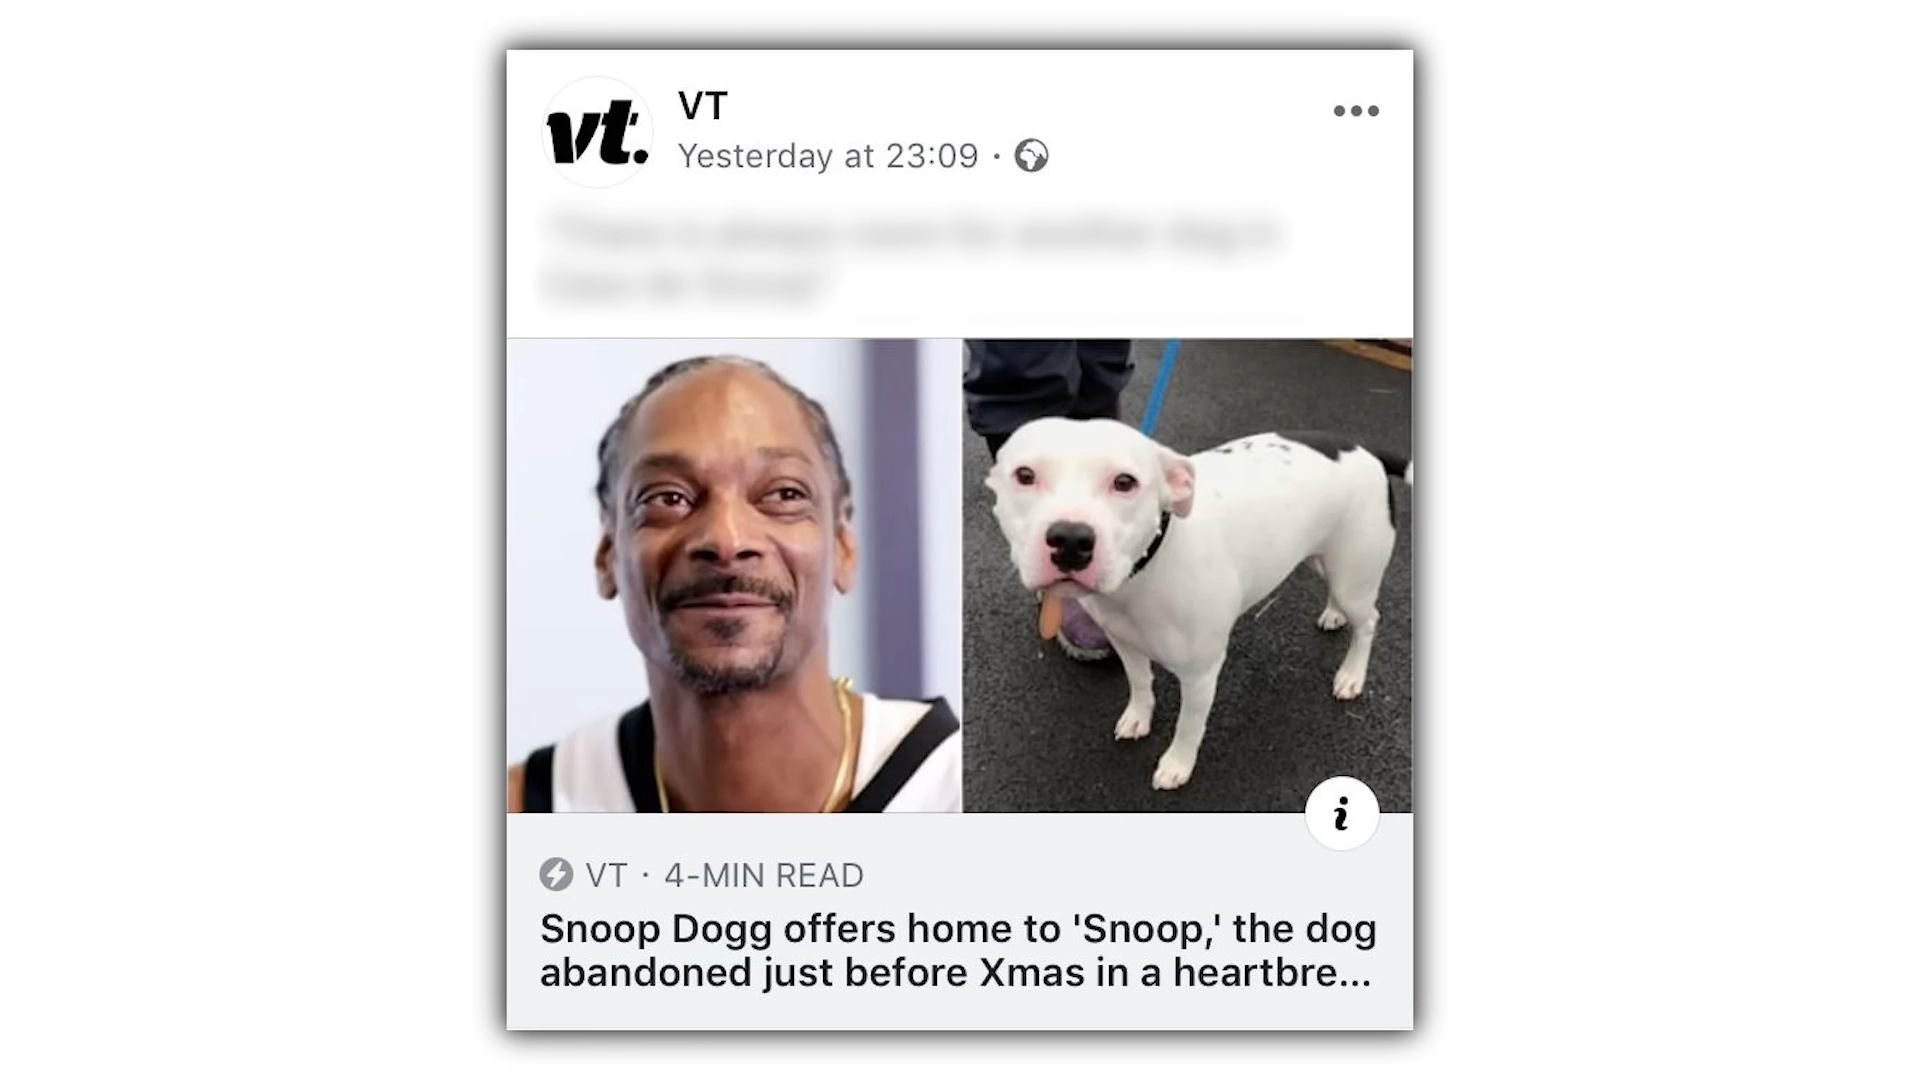 vt.
VT
Yesterday at 23:09 ·
VT · 4-MIN READ
Snoop Dogg offers home to 'Snoop,' the dog
abandoned just before Xmas in a heartbre...